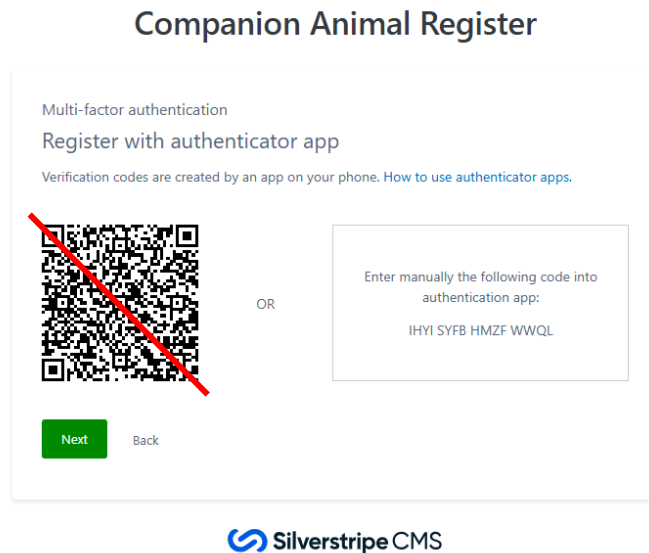 Companion Animal Register
Multi-factor authentication
Register with authenticator app
Verification codes are created by an app on your phone. How to use authenticator apps.
OR
Enter manually the following code into
authentication app:
IHYI SYFB HMZF WWQL
Next
Back
Silverstripe CMS